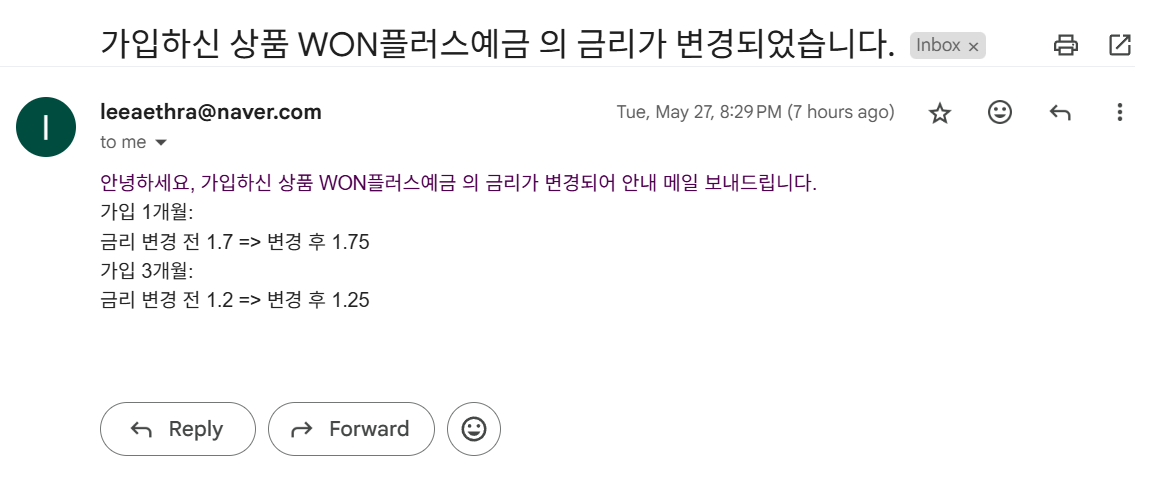 가입하신 상품 WON플러스예금 의 금리가 변경되었습니다. Inbox ×
I
leeaethra@naver.com Tue, May 27, 8:29 PM (7 hours ago)
to me
안녕하세요, 가입하신 상품 WON플러스예금 의 금리가 변경되어 안내 메일 보내드립니다.
가입 1개월:
금리 변경 전 1.7 => 변경 후 1.75
가입 3개월:
금리 변경 전 1.2 => 변경 후 1.25
Reply Forward